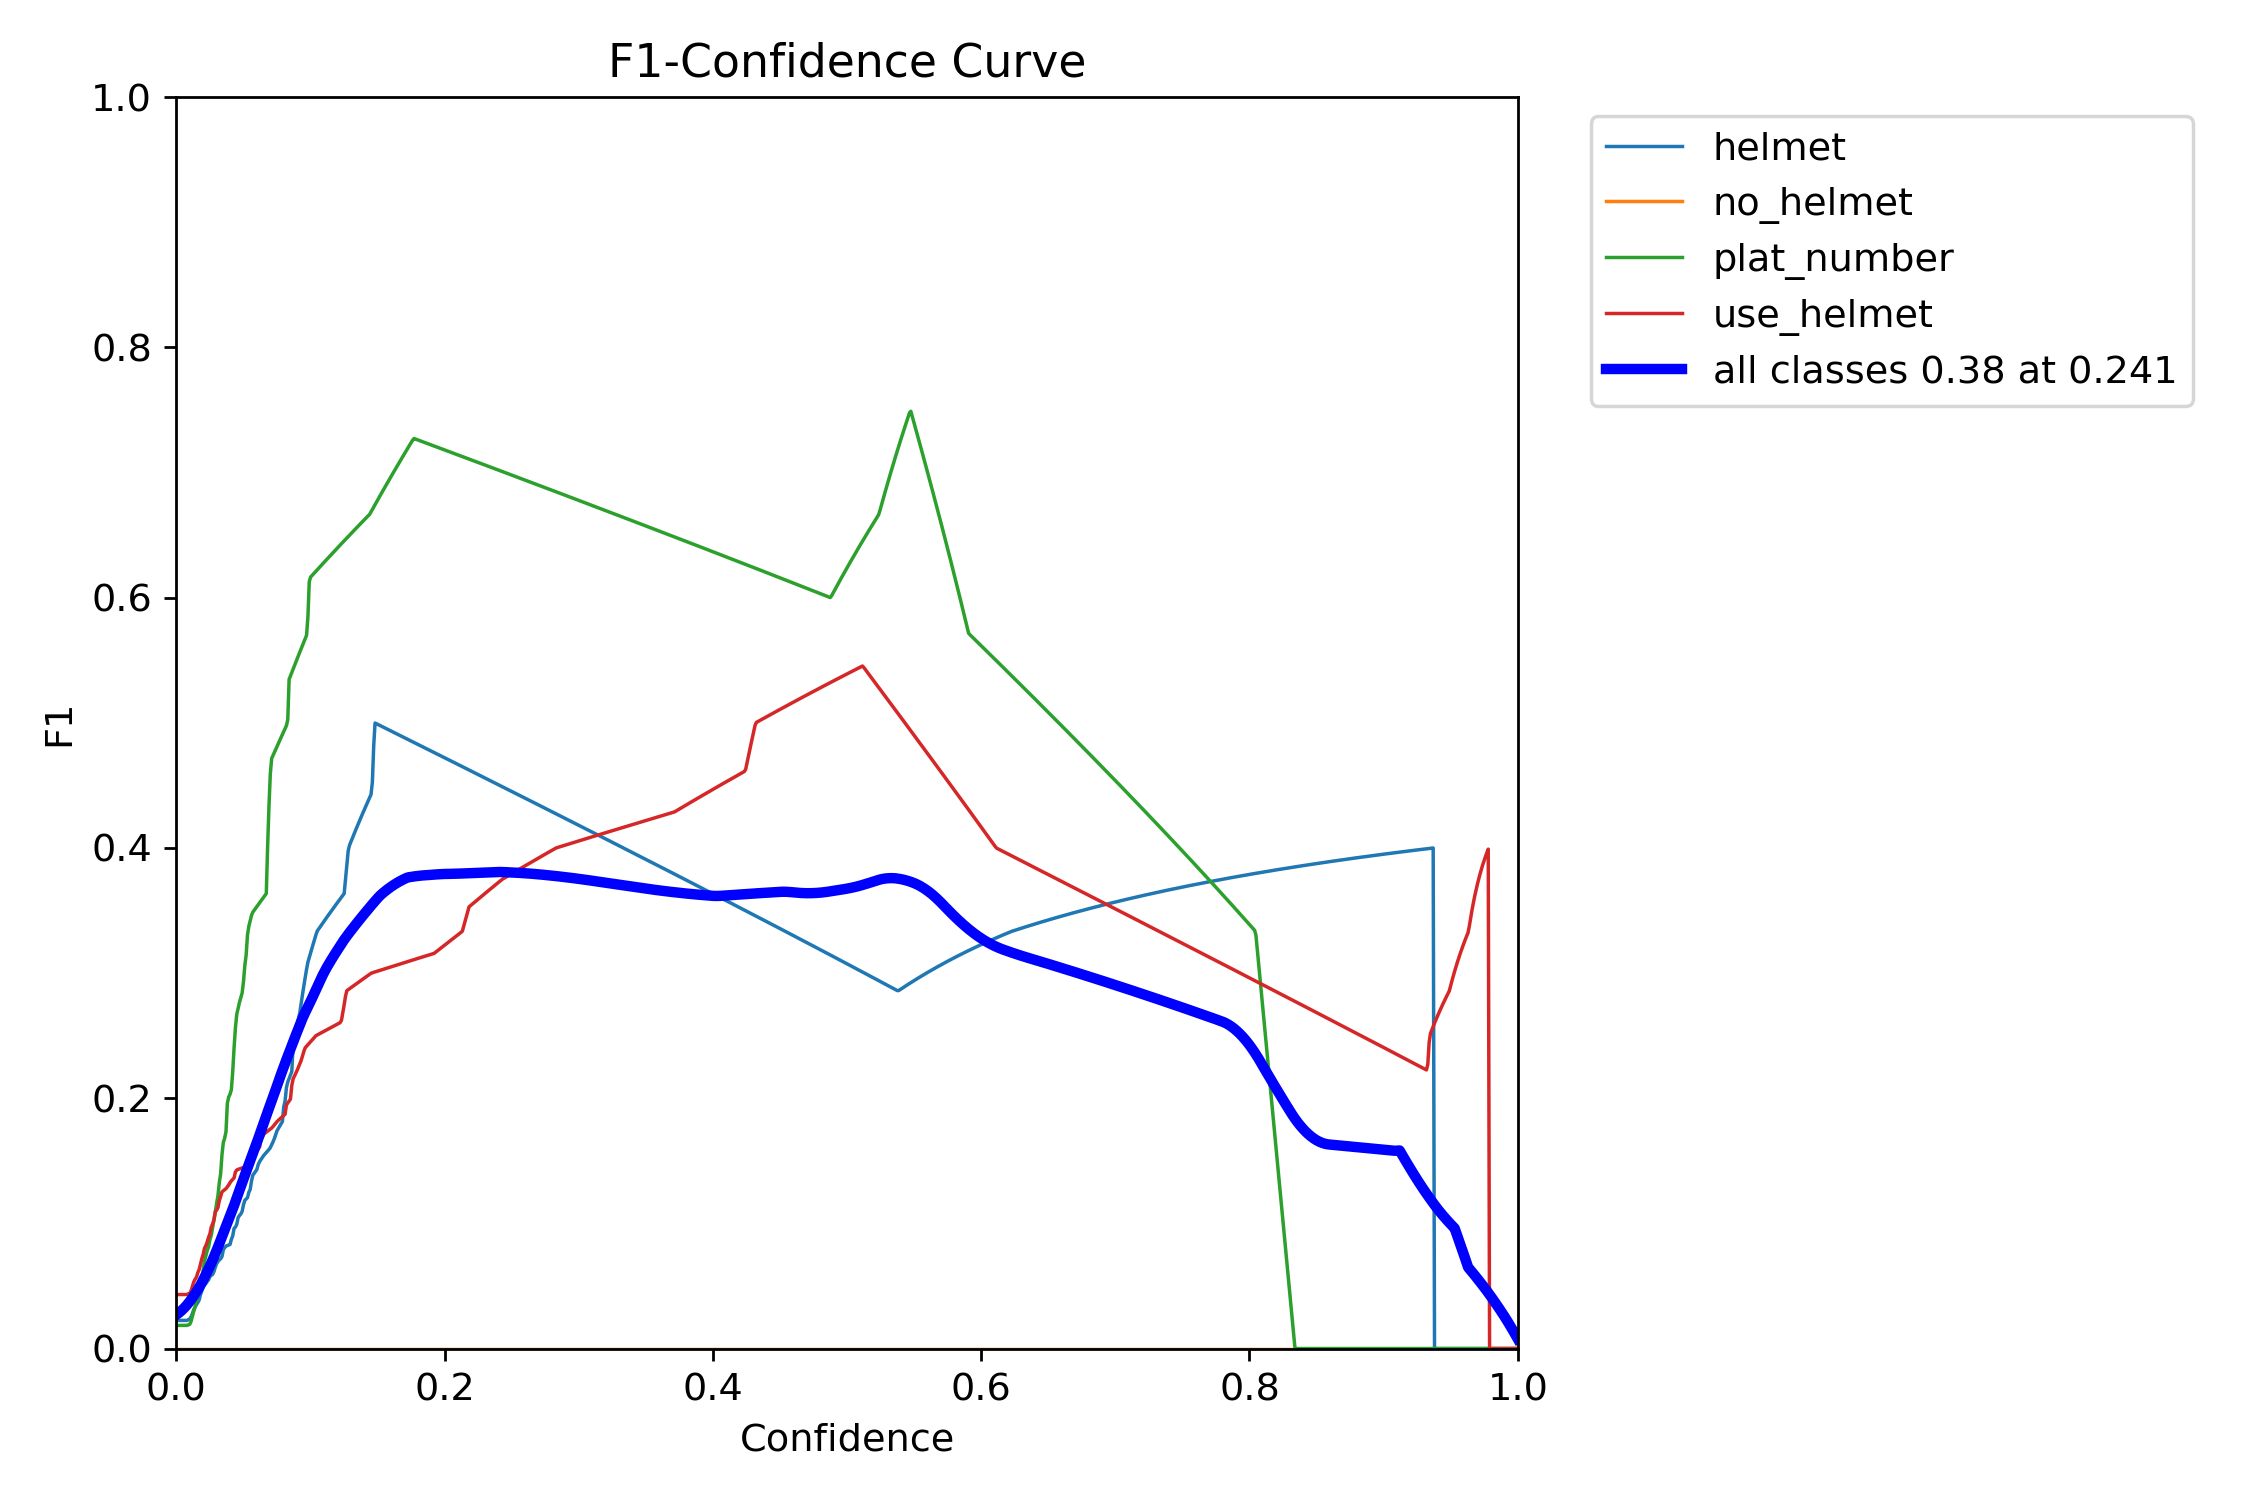 F1-Confidence Curve
1.0
0.8
0.6
0.4
0.2
0.0
F1
0.0 0.2 0.4 0.6 0.8 1.0
Confidence
helmet
no_helmet
plat_number
use_helmet
all classes 0.38 at 0.241